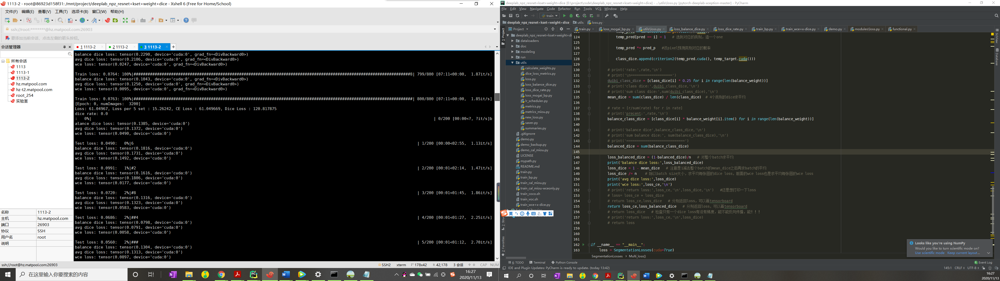 1113-2 - root@86923d158f31: /mnt/project/deeplab_npz_resnet+kset+weight+dice - Xshell 6 (Free for Home/School)
文件(F) 编辑(E) 查看(V) 工具(T) 选项卡(B) 窗口(W) 帮助(H)
ssh://root:********@hz.matpool.com:26903
要添加当前会话，点击左侧的箭头按钮。
会话管理器
1 1113-2
2 1113-2
3 1113-2
所有会话
1113
1113-1
1113-2
hz.matpool.com
hz-t2.matpool.com
root_254
实验室
名称 1113-2
主机 hz.matpool.com
端口 26903
协议 SSH
用户名 root
说明
balance dice loss: tensor(0.2290, device='cuda:0', grad_fn=<DivBackward0>)
avg dice loss: tensor(0.2106, device='cuda:0', grad_fn=<DivBackward0>)
wce loss: tensor(0.0247, device='cuda:0', grad_fn=<DivBackward0>)
Train loss: 0.0764: 100%| 8| 799/800 [07:11<00:00,  1.87it/s]
balance dice loss: tensor(0.1043, device='cuda:0', grad_fn=<DivBackward0>)
avg dice loss: tensor(0.1250, device='cuda:0', grad_fn=<DivBackward0>)
wce loss: tensor(0.0095, device='cuda:0', grad_fn=<DivBackward0>)
Train loss: 0.0763: 100%| | 800/800 [07:11<00:00,  1.85it/s]
[Epoch: 0, numImages:  3200]
Loss: 61.04967, Loss per 5 set : 15.26242, CE Loss : 61.049669, Dice Loss : 120.817875
dice rate: 0.0
:   0%| | 0/200 [00:00<?, ?it/s]b
alance dice loss: tensor(0.1385, device='cuda:0')
avg dice loss: tensor(0.1372, device='cuda:0')
wce loss: tensor(0.0490, device='cuda:0')
Test loss: 0.0490:   0%|6 | 1/200 [00:00<02:55,  1.13it/s]
balance dice loss: tensor(0.1816, device='cuda:0')
avg dice loss: tensor(0.1731, device='cuda:0')
wce loss: tensor(0.1492, device='cuda:0')
Test loss: 0.0991:   1%|#2 | 2/200 [00:01<02:14,  1.47it/s]
balance dice loss: tensor(0.1616, device='cuda:0')
avg dice loss: tensor(0.1806, device='cuda:0')
wce loss: tensor(0.0177, device='cuda:0')
Test loss: 0.0720:   2%|#8 | 3/200 [00:01<01:45,  1.86it/s]
balance dice loss: tensor(0.1316, device='cuda:0')
avg dice loss: tensor(0.1323, device='cuda:0')
wce loss: tensor(0.0583, device='cuda:0')
Test loss: 0.0686:   2%|##4 | 4/200 [00:01<01:27,  2.25it/s]
balance dice loss: tensor(0.0798, device='cuda:0')
avg dice loss: tensor(0.0791, device='cuda:0')
wce loss: tensor(0.0058, device='cuda:0')
Test loss: 0.0560:   2%|### | 5/200 [00:01<01:12,  2.70it/s]
balance dice loss: tensor(0.1304, device='cuda:0')
avg dice loss: tensor(0.1313, device='cuda:0')
wce loss: tensor(0.0897, device='cuda:0')
ssh://root@hz.matpool.com:26903 SSH2 xterm 178x42 42,178 3 会话 CAP NUM
在这里输入你要搜索的内容
16:27
2020/11/13
deeplab_npz_resnet+kset+weight+dice [E:\project\code\deeplab_npz_resnet+kset+weight+dice] - ...\utils\loss.py [pytorch-deeplab-xception-master] - PyCharm
File Edit View Navigate Code Refactor Run Tools VCS Window Help
train
deeplab_npz_resnet+kset+weight+dice utils loss.py
Project
train.py loss_mogai_bp.py utils\loss.py loss_balance_dice.py loss_dice_rate.py train_bp.py train_wce+x-dice.py demo.py modules\loss.py functional.py
1: Project
2: Favorites
SciView
Database
deeplab_npz_resnet+kset+weight+di
dataloaders
doc
modeling
run
utils
calculate_weights.py
dice_loss_metrics.py
loss.py
loss_balance_dice.py
loss_dice_rate.py
loss_mogai_bp.py
lr_scheduler.py
metrics.py
metrics_miou.py
new_loss.py
saver.py
summaries.py
.gitignore
demo.py
demo_backup.py
demo_cal_miou.py
LICENSE
mypath.py
README.md
train.py
train_bp.py
train_cal_miou.py
train_cal_miou-wceonly.py
train_coco.sh
train_voc.sh
train_wce+x-dice.py
英
124 temp_pred[pred == i] = 1   # 选到对应的类别，造一个one
125
126 temp_pred *= pred_p   #该pixel预测类别对应的概率
127
128 class_dice.append(criterion2(temp_pred.cuda(), temp_target.cuda()))
129
130 # print('rate:',rate,'\n')
131 # print('\n=====================')
132 duibi_class_dice = [class_dice[i] * 0.25 for i in range(len(balance_weight))]
133 # print('class dice:',duibi_class_dice,'\n')
134 # print('sum class dice:',sum(duibi_class_dice),'\n')
135 mean_dice = sum(class_dice) / len(class_dice)  # 4个类别的dice求平均
136
137 # rate = [r/sum(rate) for r in rate]
138 # print('precent:',rate,'\n')
139 balance_class_dice = [class_dice[i] * balance_weight[i].item() for i in range(len(balance_weight))]
140
141 # print('balance dice',balance_class_dice,'\n')
142 # print('sum balance dice:', sum(balance_class_dice),'\n')
143 # print('===========================')
144 balanced_dice = sum(balance_class_dice)
145
146 loss_balanced_dice = (1-balanced_dice)/n   # 对整个batch求平均
147 print('balance dice loss:',loss_balanced_dice)
148 loss_dice = 1 - mean_dice   # 注意是1减去整个batch的mean_dice之后再求batch的平均
149 loss_dice /= n    # 除以batch size大小，求平均每张图的dice loss，前面的wce loss也是求平均每张图的wce loss
150 print('avg dice loss:',loss_dice)
151 print('wce loss:',loss_ce,'\n')
152 # print('return loss:',loss_ce,'\n',loss_dice,'\n')   #还是想打印一下loss
153 # loss= loss_ce + loss_dice
154 # return loss_ce,loss_dice   # 分别返回loss，可以画tensorboard
155 return loss_ce,loss_balanced_dice   # 分别返回loss，可以画tensorboard
156 # return loss_dice   # 检查只有一个dice loss有没有梯度，能不能反向传播，能！！！
157 # print('return loss:',loss_ce,'\n',loss_dice)
158 # return loss
159
160
161
162 if __name__ == "__main__":
163 loss = SegmentationLosses(cuda=True)
SegmentationLosses Multi_loss()
Looks like you're using NumPy
Would you like to turn scientific mode on?
Use scientific mode Keep current layout...
6: TODO Terminal Python Console 1 Event Log
IDE and Plugin Updates: PyCharm is ready to update. (today 13:42) 145:1 CRLF UTF-8
16:27
2020/11/13